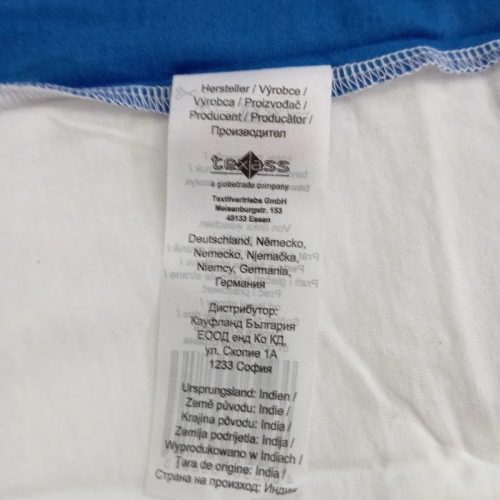 Hersteller / Výrobce /
Výrobca / Proizvođač /
Producent / Producător /
Производител
texass
a globetrade company
Textilvertriebs GmbH
Meisenburgstr. 153
45133 Essen
Deutschland, Německo,
Nemecko, Njemačka,
Niemcy, Germania,
Германия
Дистрибутор:
Кауфланд България
ЕООД енд Ко КД,
ул. Скопие 1А
1233 София
Ursprungsland: Indien /
Země původu: Indie /
Krajina pôvodu: India /
Zemlja podrijetla: Indija /
Wyprodukowano w Indiach /
Tara de origine: India /
Страна на произход: Индия